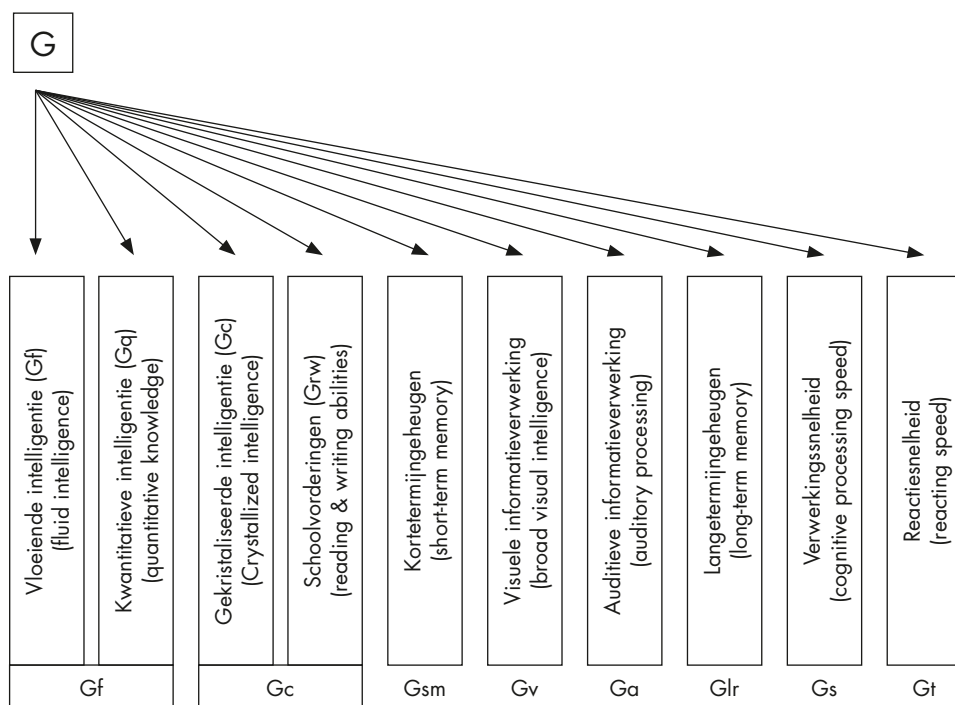 G
Vloeiende intelligentie (Gf)
(fluid intelligence)
Kwantitatieve intelligentie (Gq)
(quantitative knowledge)
Gekristaliseerde intelligentie (Gc)
(Crystallized intelligence)
Schoolvorderingen (Grw)
(reading & writing abilities)
Kortetermijngeheugen
(short-term memory)
Visuele informatieverwerking
(broad visual intelligence)
Auditieve informatieverwerking
(auditory processing)
Langetermijngeheugen
(long-term memory)
Verwerkingssnelheid
(cognitive processing speed)
Reactiesnelheid
(reacting speed)
Gf
Gc
Gsm
Gv
Ga
Glr
Gs
Gt